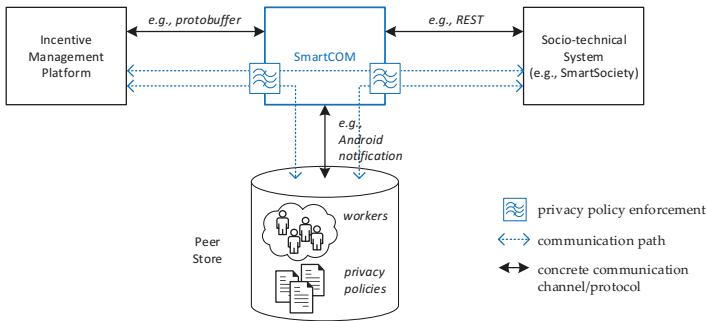 e.g., protobuffer
e.g., REST
Incentive
Management
Platform
SmartCOM
Socio-technical
System
(e.g., SmartSociety)
e.g.,
Android
notification
workers
Peer
Store
privacy
policies
privacy policy enforcement
communication path
concrete communication
channel/protocol